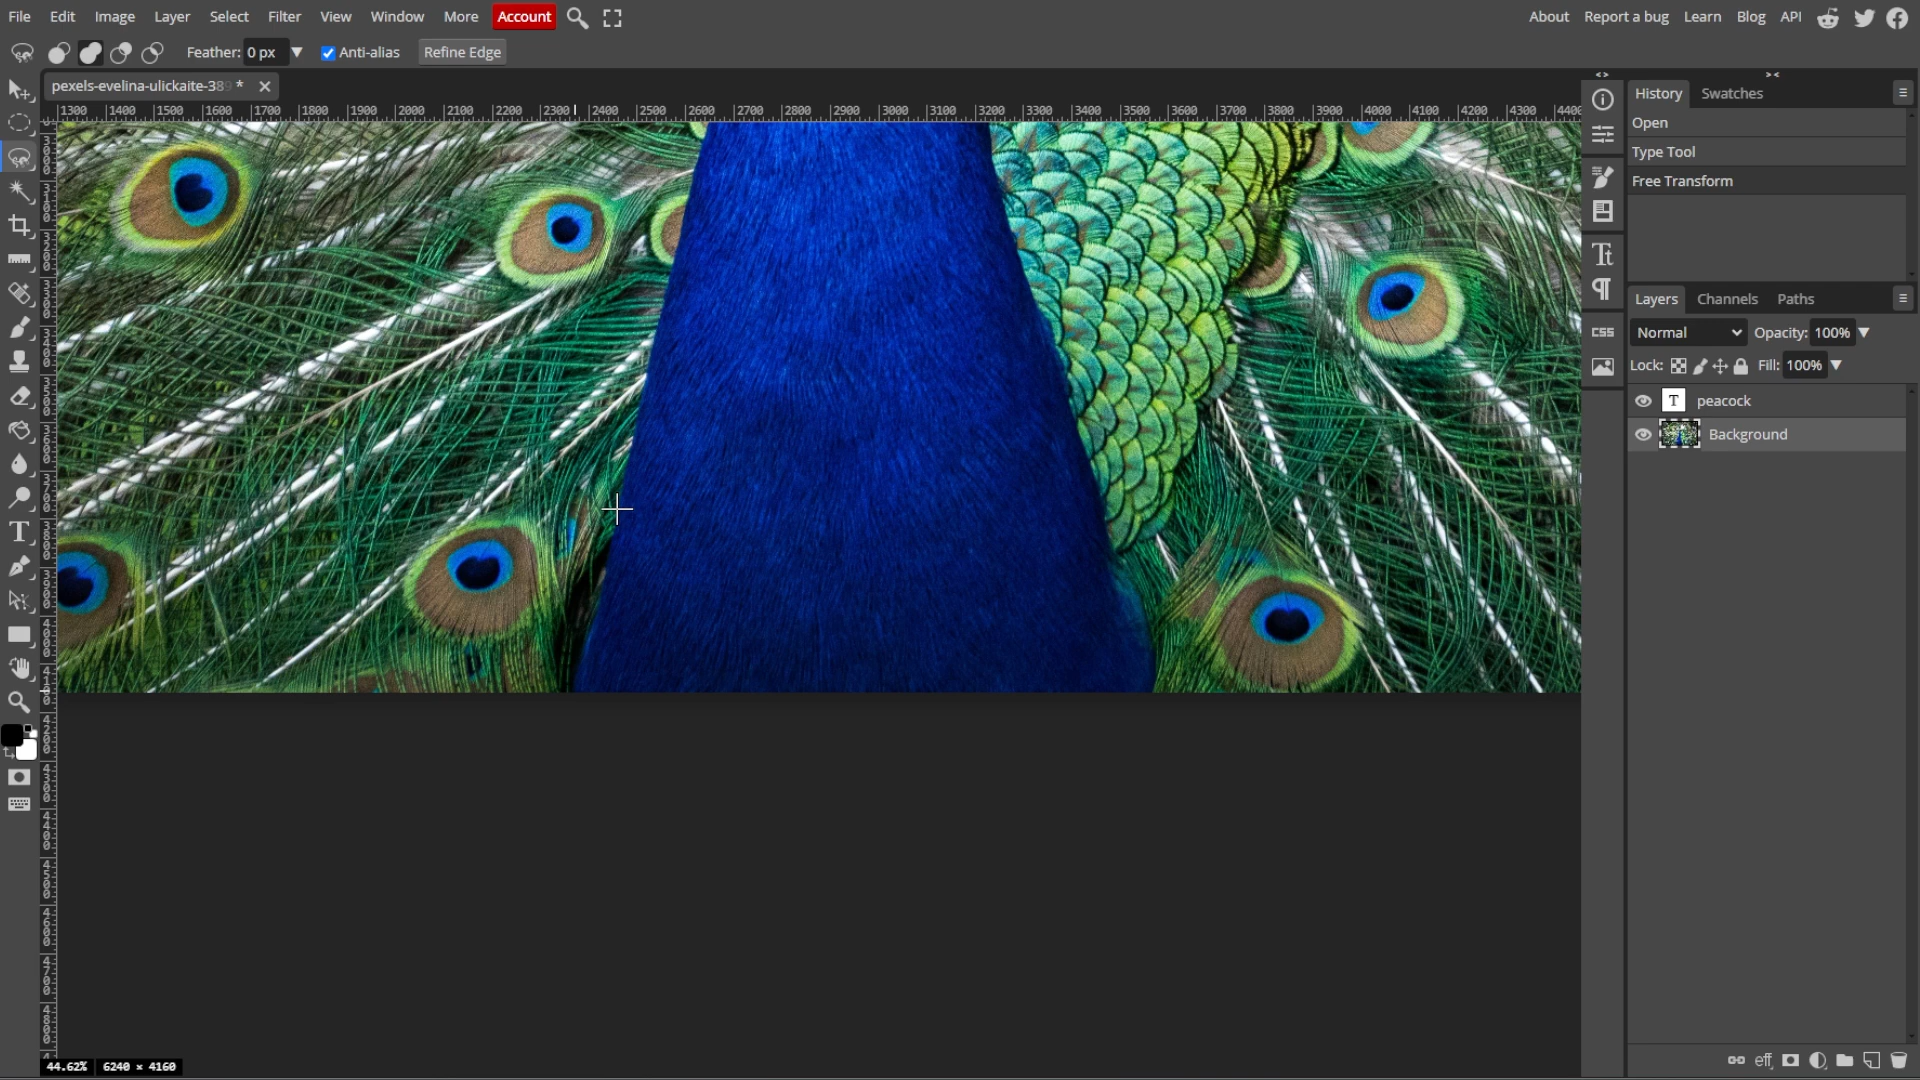 File Edit Image Layer Select Filter View Window More Account About Report a bug Learn Blog API
Feather: 0 px Anti-alias Refine Edge
pexels-evelina-ulickaite-389 *
1300 1400 1500 1600 1700 1800 1900 2000 2100 2200 2300 2400 2500 2600 2700 2800 2900 3000 3100 3200 3300 3400 3500 3600 3700 3800 3900 4000 4100 4200 4300 4400
History Swatches
Open
Type Tool
Free Transform
Layers Channels Paths
Normal Opacity: 100%
Lock: Fill: 100%
T peacock
Background
CSS
44.62% 6240 × 4160
eff